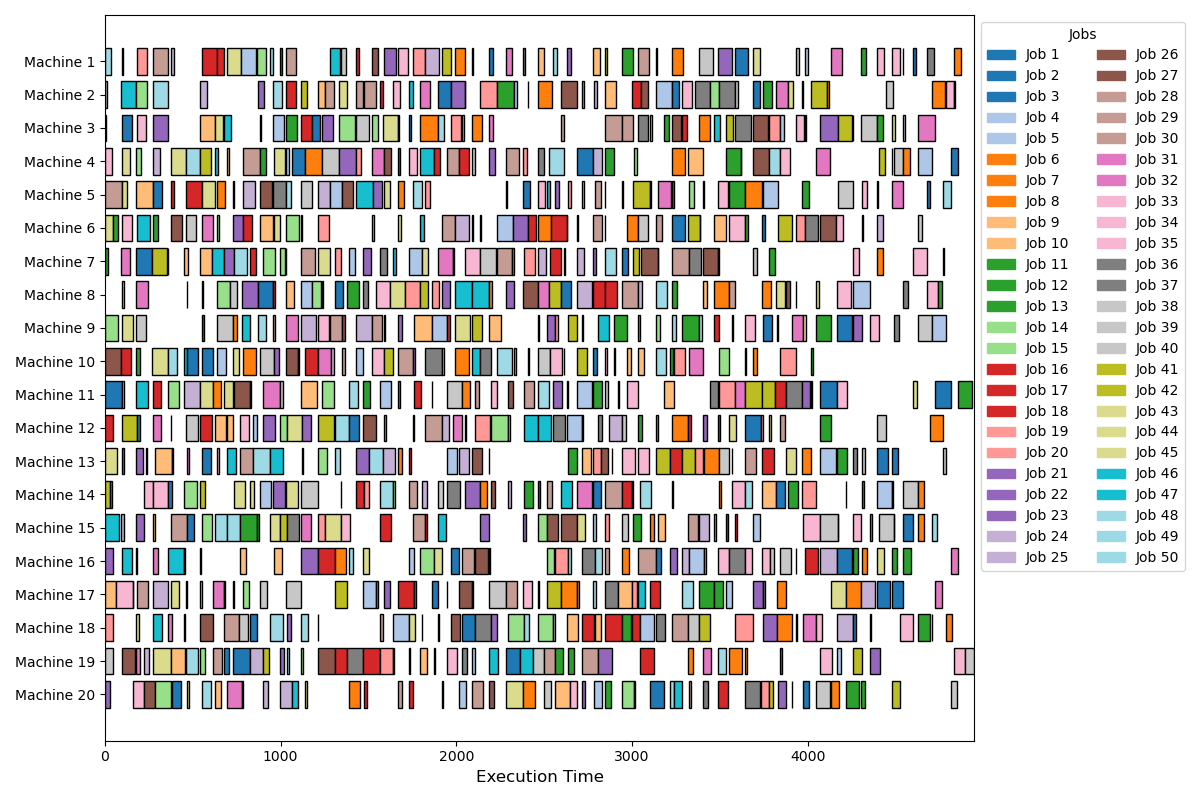 Machine 1
Machine 2
Machine 3
Machine 4
Machine 5
Machine 6
Machine 7
Machine 8
Machine 9
Machine 10
Machine 11
Machine 12
Machine 13
Machine 14
Machine 15
Machine 16
Machine 17
Machine 18
Machine 19
Machine 20
0 1000 2000 3000 4000
Execution Time
Jobs
Job 1 Job 26
Job 2 Job 27
Job 3 Job 28
Job 4 Job 29
Job 5 Job 30
Job 6 Job 31
Job 7 Job 32
Job 8 Job 33
Job 9 Job 34
Job 10 Job 35
Job 11 Job 36
Job 12 Job 37
Job 13 Job 38
Job 14 Job 39
Job 15 Job 40
Job 16 Job 41
Job 17 Job 42
Job 18 Job 43
Job 19 Job 44
Job 20 Job 45
Job 21 Job 46
Job 22 Job 47
Job 23 Job 48
Job 24 Job 49
Job 25 Job 50